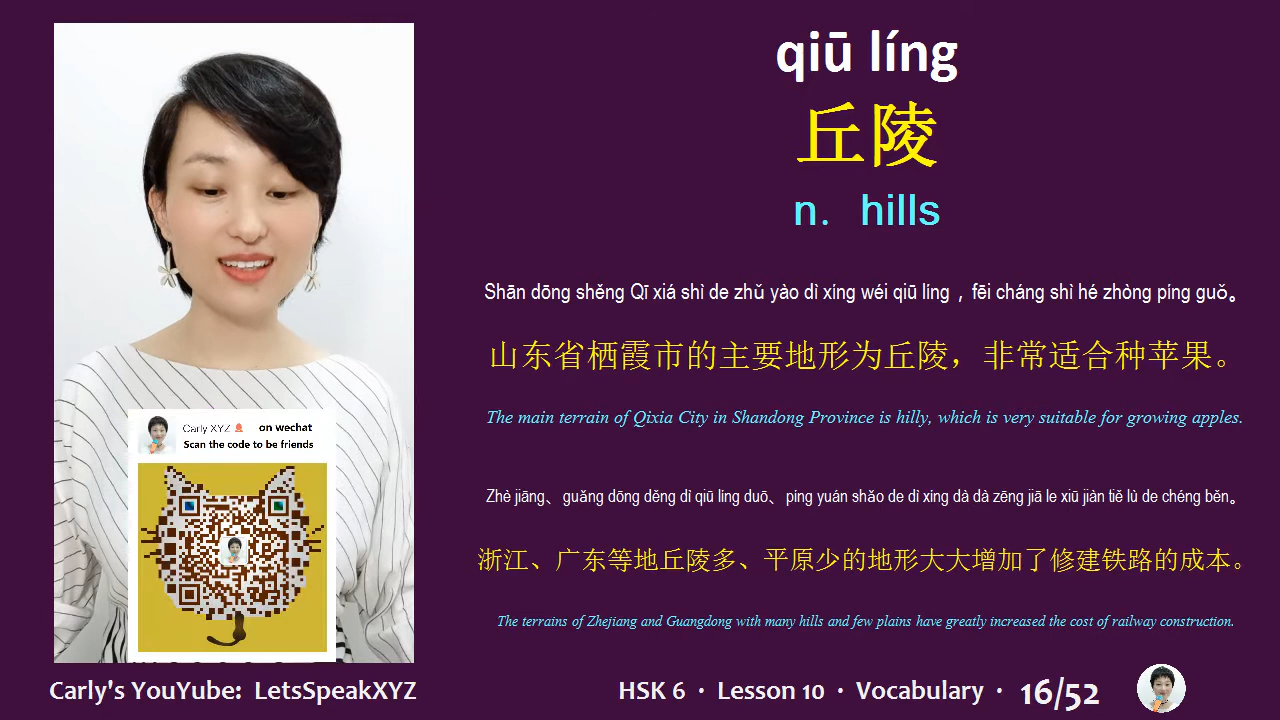 qiū líng
丘陵
n. hills
Shān dōng shěng Qī xiá shì de zhǔ yào dì xíng wéi qiū líng，fēi cháng shì hé zhòng píng guǒ。
山东省栖霞市的主要地形为丘陵，非常适合种苹果。
The main terrain of Qixia City in Shandong Province is hilly, which is very suitable for growing apples.
Zhè jiāng、guǎng dōng děng dì qiū líng duō、píng yuán shǎo de dì xíng dà dà zēng jiā le xiū jiàn tiě lù de chéng běn。
浙江、广东等地丘陵多、平原少的地形大大增加了修建铁路的成本。
The terrains of Zhejiang and Guangdong with many hills and few plains have greatly increased the cost of railway construction.
Carly XYZ on wechat
Scan the code to be friends
Carly's YouYube: LetsSpeakXYZ
HSK 6 · Lesson 10 · Vocabulary · 16/52